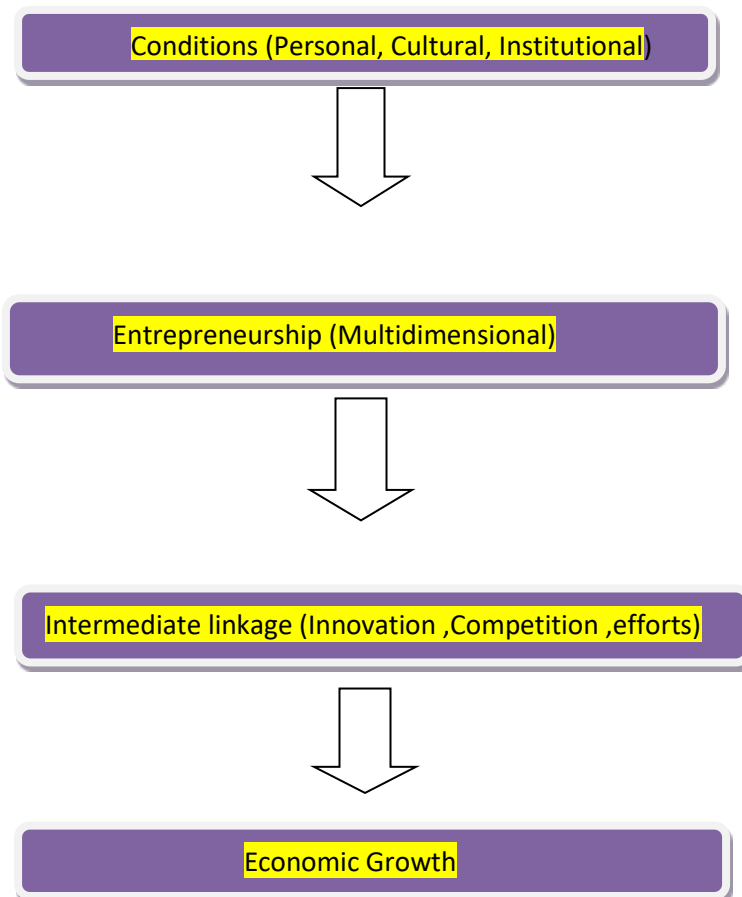 Conditions (Personal, Cultural, Institutional)
Entrepreneurship (Multidimensional)
Intermediate linkage (Innovation ,Competition ,efforts)
Economic Growth